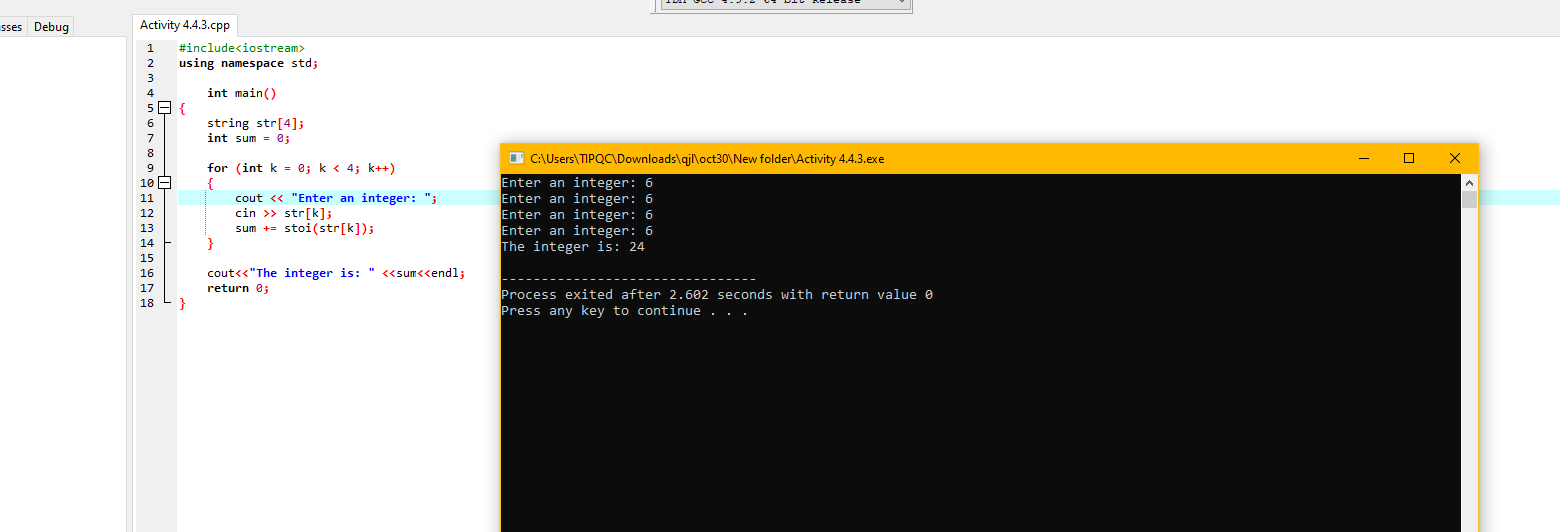 Debug
Activity 4.4.3.cpp
1 #include<iostream>
2 using namespace std;
3
4 int main()
5 {
6 string str[4];
7 int sum = 0;
8
9 for (int k = 0; k < 4; k++)
10 {
11 cout << "Enter an integer: ";
12 cin >> str[k];
13 sum += stoi(str[k]);
14 }
15
16 cout<<"The integer is: " <<sum<<endl;
17 return 0;
18 }
C:\Users\TIPQC\Downloads\qjl\oct30\New folder\Activity 4.4.3.exe
Enter an integer: 6
Enter an integer: 6
Enter an integer: 6
Enter an integer: 6
The integer is: 24
--------------------------------
Process exited after 2.602 seconds with return value 0
Press any key to continue . . .